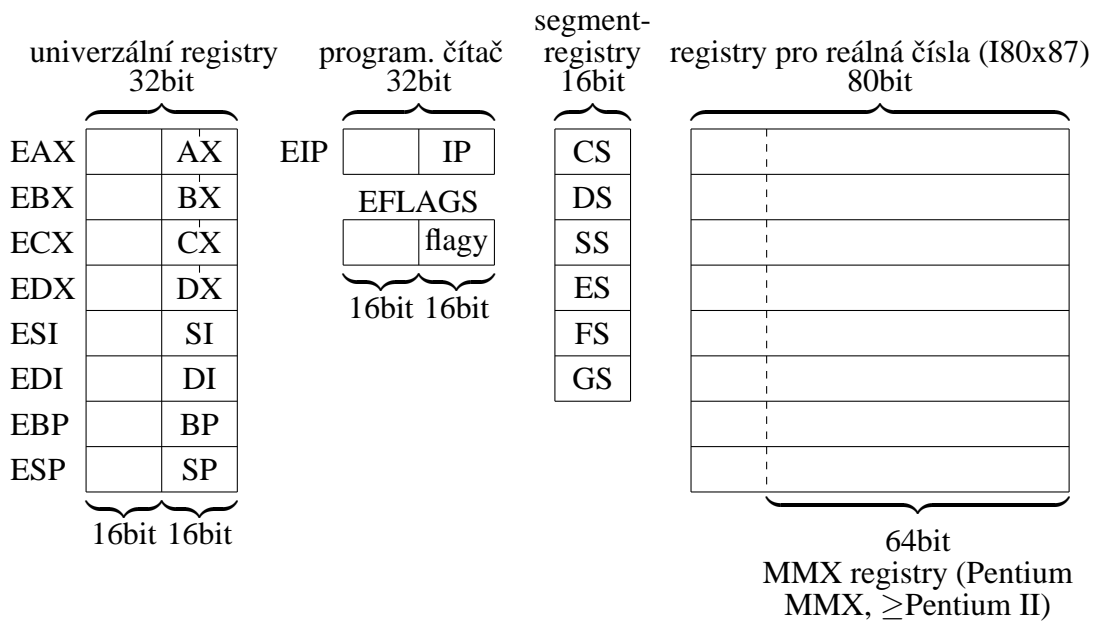 segment-
univerzální registry program. čítač registry registry pro reálná čísla (I80x87)
32bit 32bit 16bit 80bit
EAX AX EIP IP CS
EBX BX EFLAGS DS
ECX CX flagy SS
EDX DX ES
16bit 16bit
ESI SI FS
EDI DI GS
EBP BP
ESP SP
16bit 16bit
64bit
MMX registry (Pentium
MMX, ≥Pentium II)